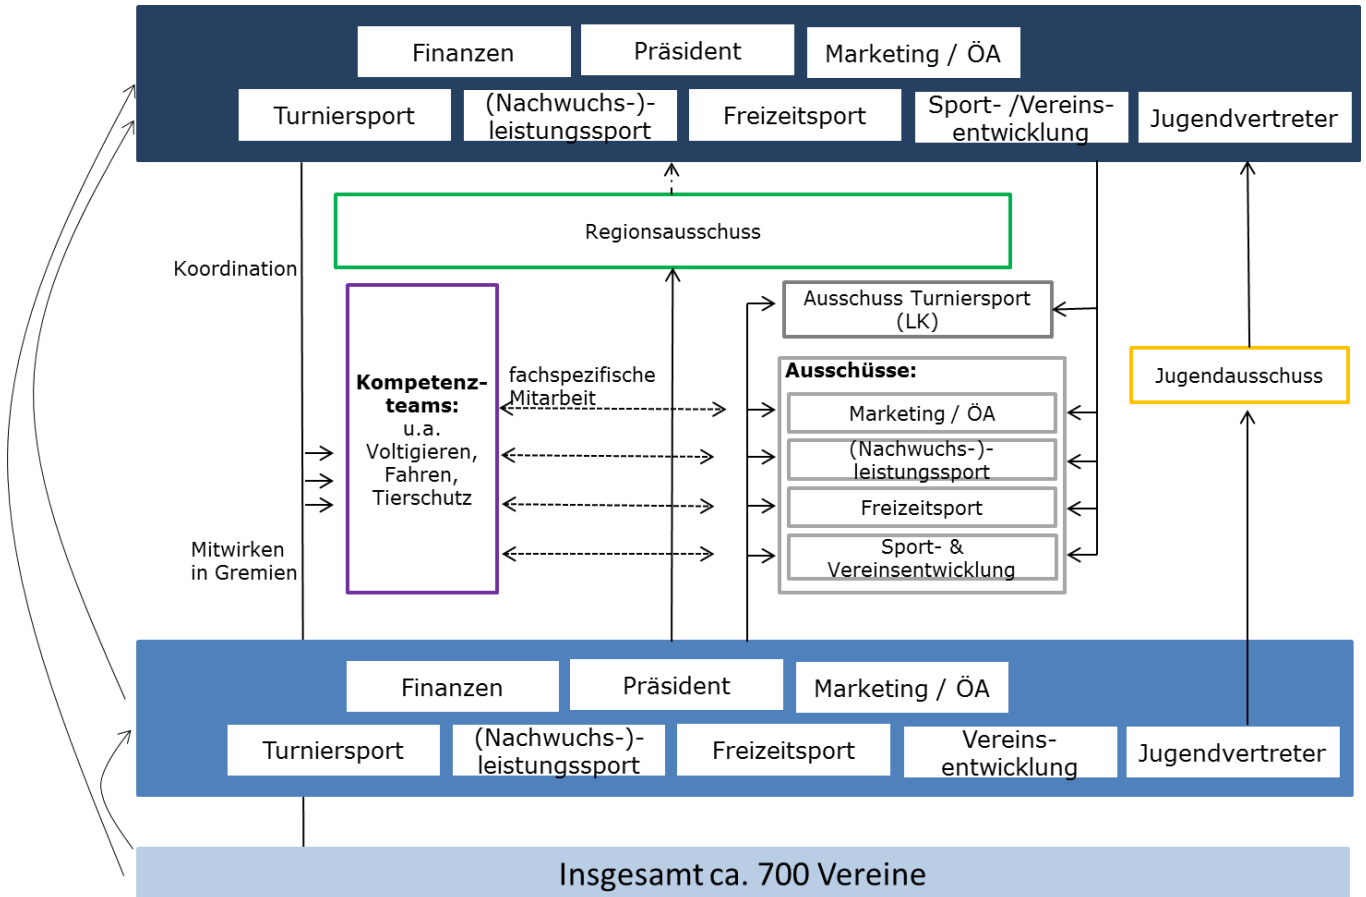 Finanzen
Präsident
Marketing / ÖA
Turniersport
(Nachwuchs-)-
leistungssport
Freizeitsport
Sport- /Vereins-
entwicklung
Jugendvertreter
Regionsausschuss
Koordination
Ausschuss Turniersport
(LK)
Kompetenz-
teams:
u.a.
Voltigieren,
Fahren,
Tierschutz
fachspezifische
Mitarbeit
Ausschüsse:
Marketing / ÖA
(Nachwuchs-)-
leistungssport
Freizeitsport
Sport- &
Vereinsentwicklung
Jugendausschuss
Mitwirken
in Gremien
Finanzen
Präsident
Marketing / ÖA
Turniersport
(Nachwuchs-)-
leistungssport
Freizeitsport
Vereins-
entwicklung
Jugendvertreter
Insgesamt ca. 700 Vereine